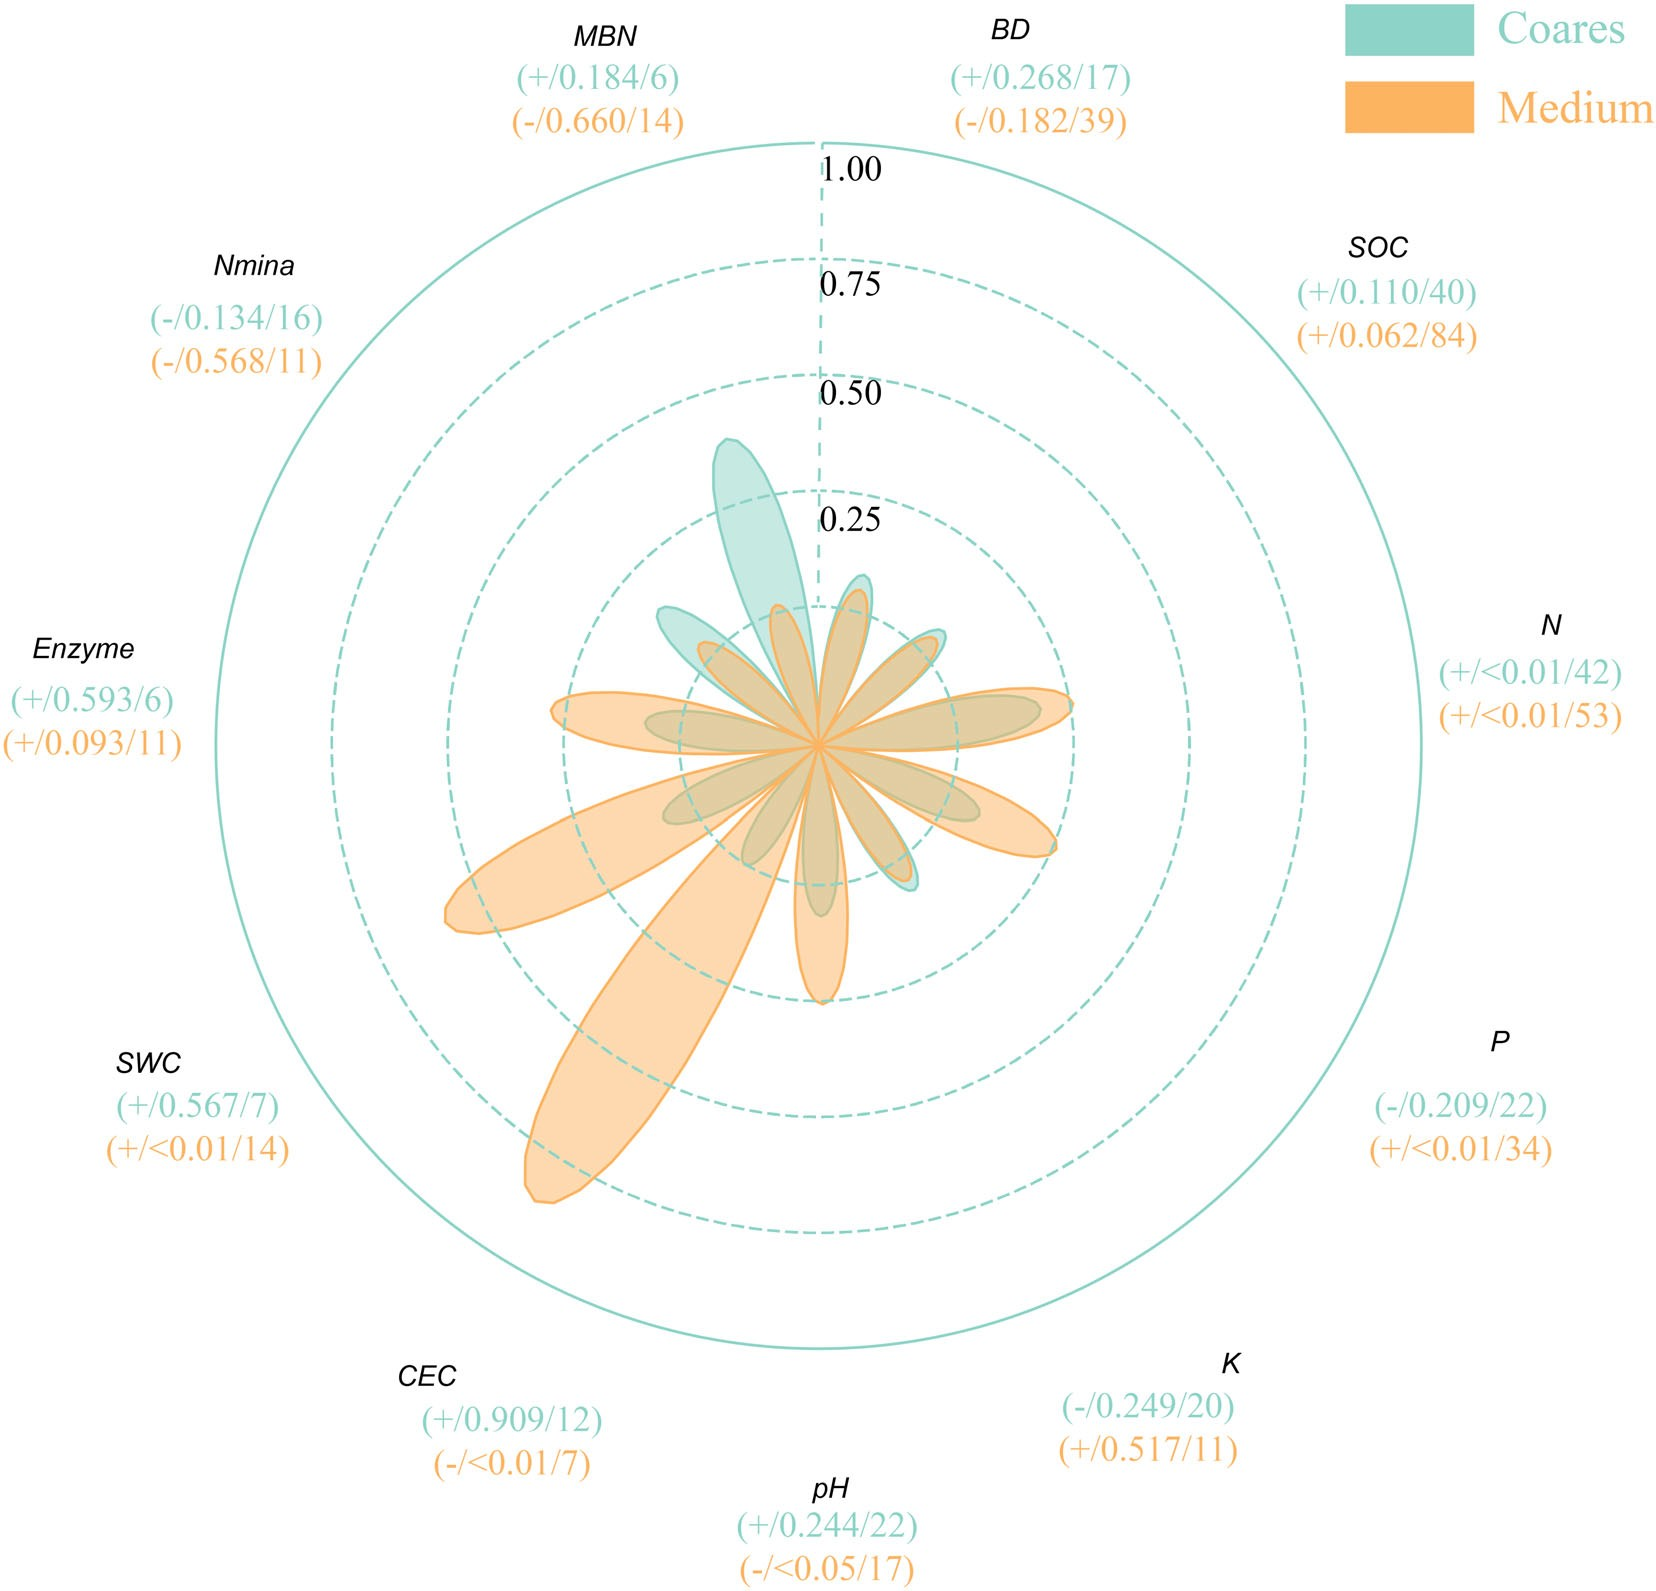 MBN
(+/0.184/6)
(-/0.660/14)
BD
(+/0.268/17)
(-/0.182/39)
Coares
Medium
1.00
0.75
0.50
0.25
SOC
(+/0.110/40)
(+/0.062/84)
Nmina
(-/0.134/16)
(-/0.568/11)
N
(+/<0.01/42)
(+/<0.01/53)
Enzyme
(+/0.593/6)
(+/0.093/11)
P
(-/0.209/22)
(+/<0.01/34)
SWC
(+/0.567/7)
(+/<0.01/14)
K
(-/0.249/20)
(+/0.517/11)
CEC
(+/0.909/12)
(-/<0.01/7)
pH
(+/0.244/22)
(-/<0.05/17)